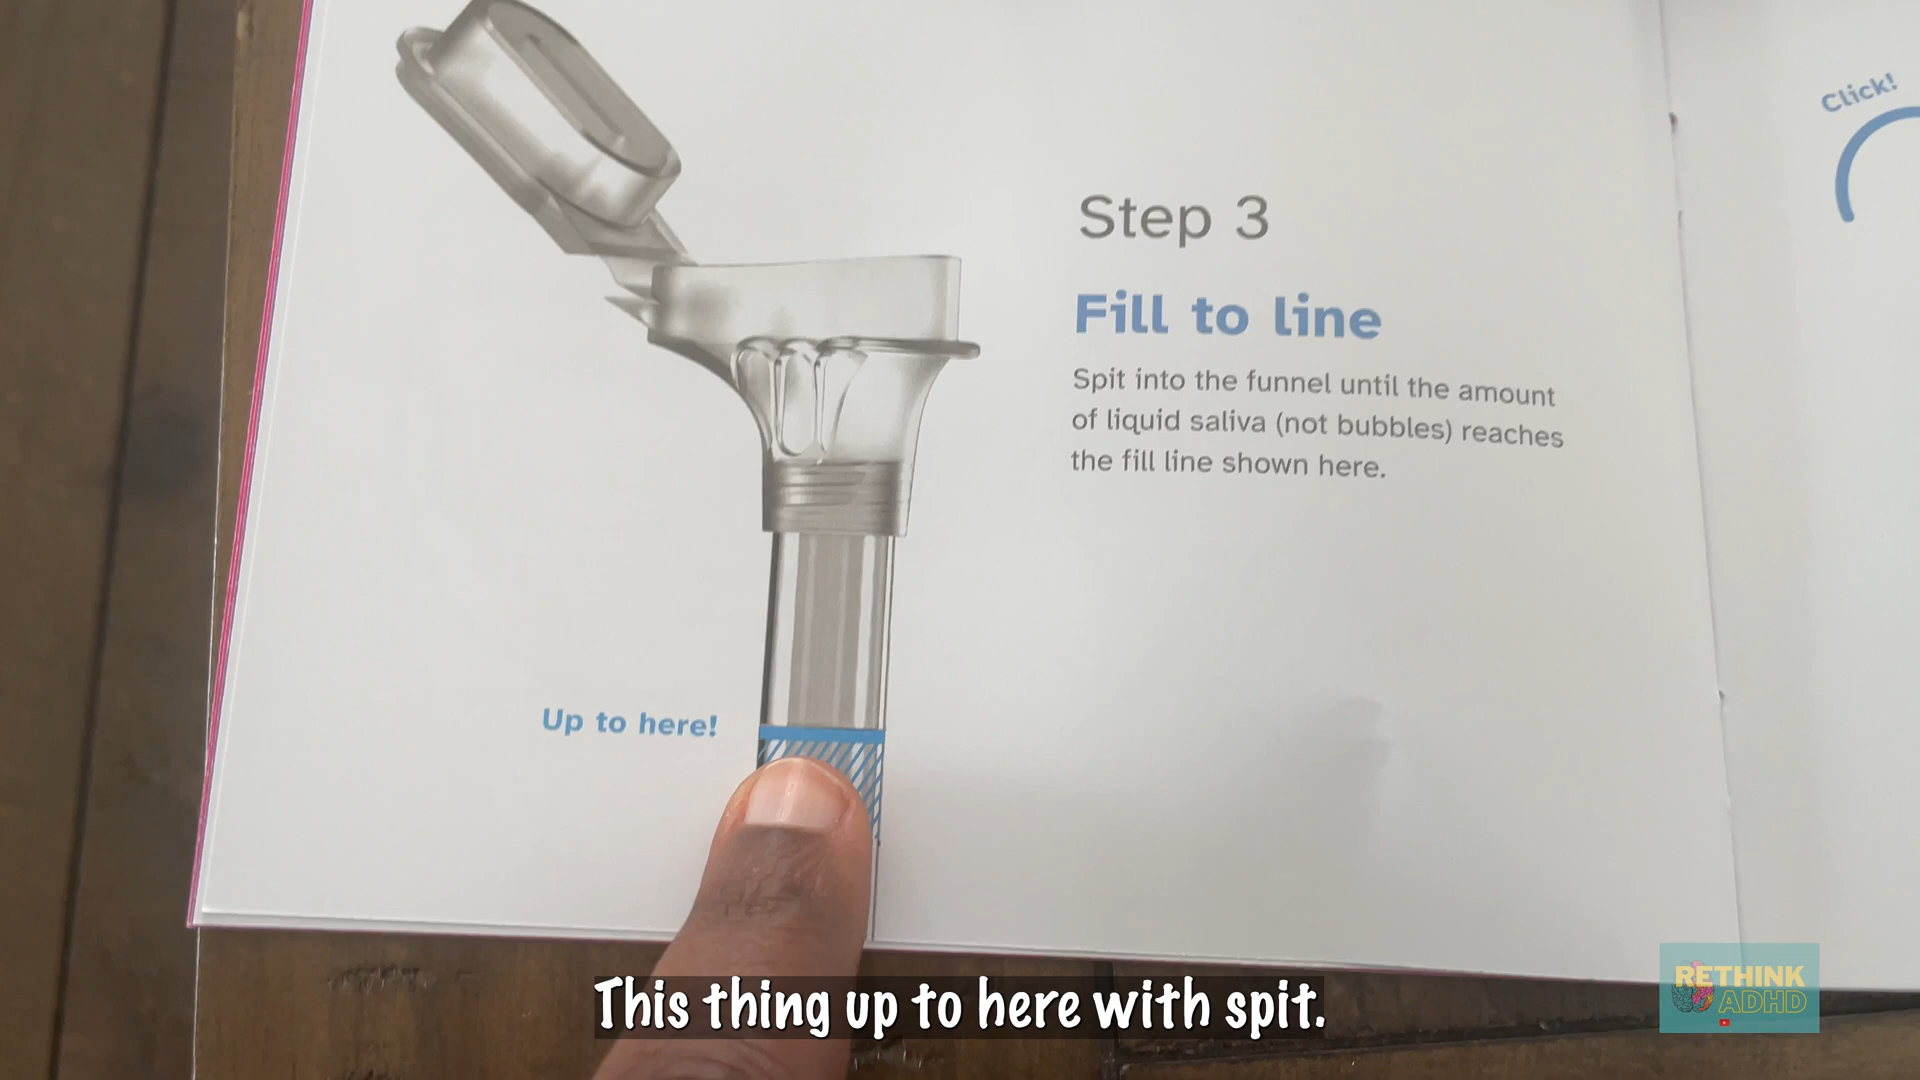 Click!
Step 3
Fill to line
Spit into the funnel until the amount
of liquid saliva (not bubbles) reaches
the fill line shown here.
Up to here!
This thing up to here with spit.
RETHINK
ADHD